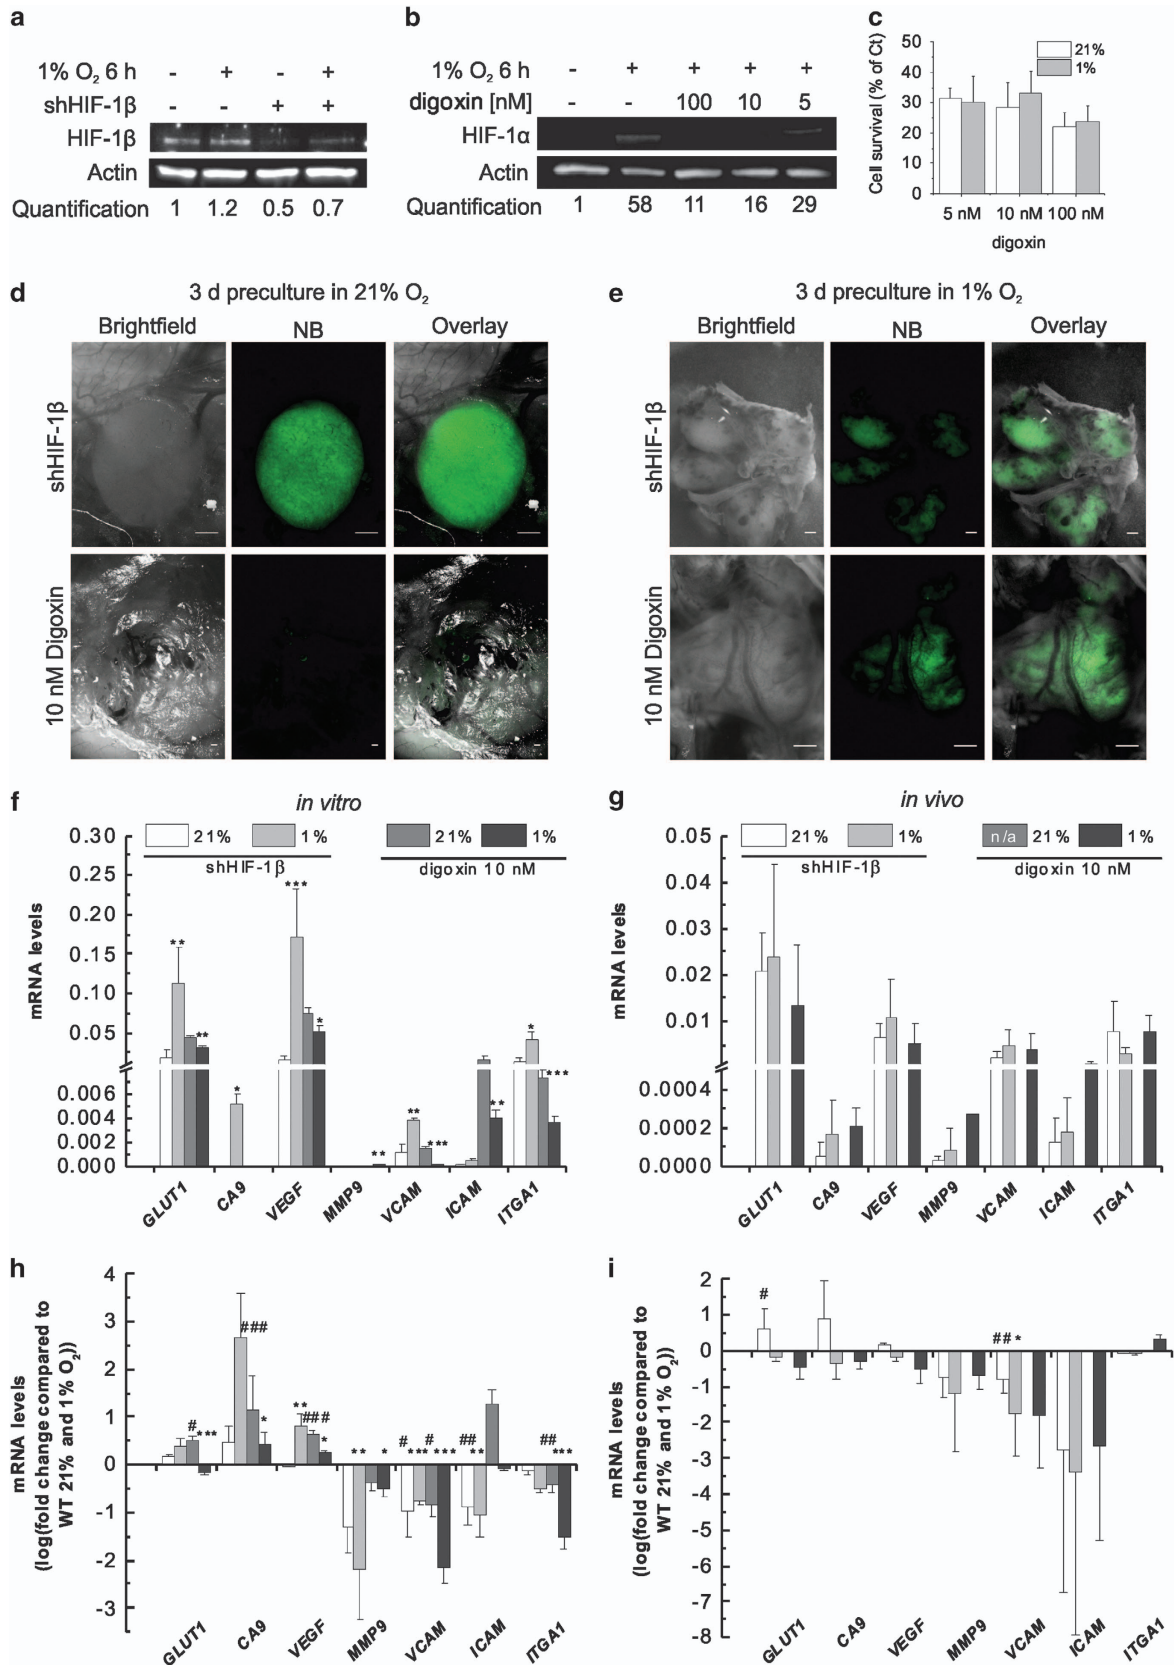 a
1% O2 6 h - + - +
shHIF-1β - - + +
HIF-1β
Actin
Quantification 1 1.2 0.5 0.7
b
1% O2 6 h - + + + +
digoxin [nM] - - 100 10 5
HIF-1α
Actin
Quantification 1 58 11 16 29
c
Cell survival (% of Ct)
50
40
30
20
10
0
21%
1%
5 nM 10 nM 100 nM
digoxin
d
3 d preculture in 21% O2
Brightfield NB Overlay
shHIF-1β
10 nM Digoxin
e
3 d preculture in 1% O2
Brightfield NB Overlay
shHIF-1β
10 nM Digoxin
f
in vitro
21% 1% 21% 1%
shHIF-1β digoxin 10 nM
mRNA levels
0.30
0.25
0.20
0.15
0.10
0.05
0.006
0.004
0.002
0.000
** ** * *** * ** ** *** ** * ***
GLUT1 CA9 VEGF MMP9 VCAM ICAM ITGA1
g
in vivo
21% 1% n/a 21% 1%
shHIF-1β digoxin 10 nM
mRNA levels
0.05
0.04
0.03
0.02
0.01
0.0004
0.0002
0.0000
GLUT1 CA9 VEGF MMP9 VCAM ICAM ITGA1
h
mRNA levels
(log(fold change compared to
WT 21% and 1% O2))
4
3
2
1
0
-1
-2
-3
# *** ### * ** ### * ** * # *** # ## ** ## ***
GLUT1 CA9 VEGF MMP9 VCAM ICAM ITGA1
i
mRNA levels
(log(fold change compared to
WT 21% and 1% O2))
2
1
0
-1
-2
-3
-4
-5
-6
-7
-8
# ## *
GLUT1 CA9 VEGF MMP9 VCAM ICAM ITGA1